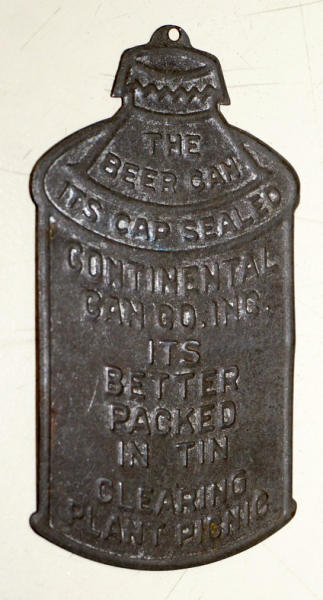 THE
BEER CAN
ITS CAP SEALED
CONTINENTAL
CAN CO. INC.
ITS
BETTER
PACKED
IN TIN
CLEARING
PLANT PICNIC